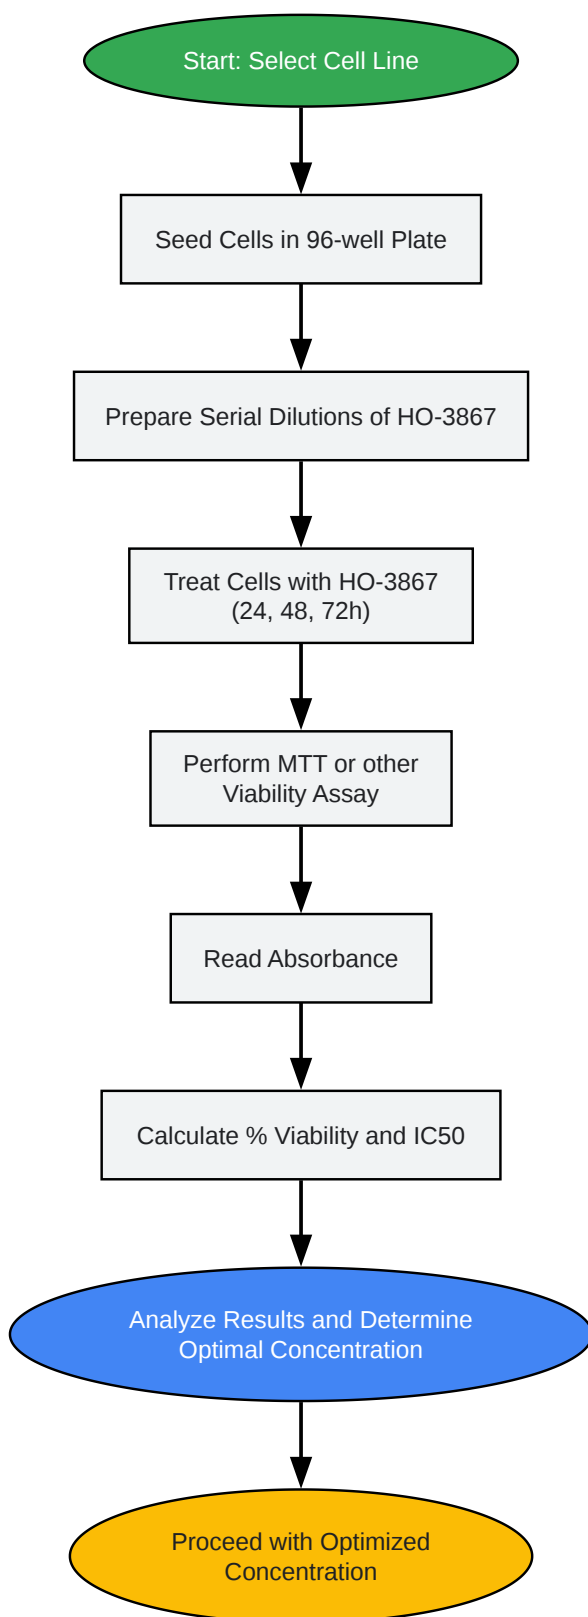 Start: Select Cell Line
Seed Cells in 96-well Plate
Prepare Serial Dilutions of HO-3867
Treat Cells with HO-3867
(24, 48, 72h)
Perform MTT or other
Viability Assay
Read Absorbance
Calculate % Viability and IC50
Analyze Results and Determine
Optimal Concentration
Proceed with Optimized
Concentration